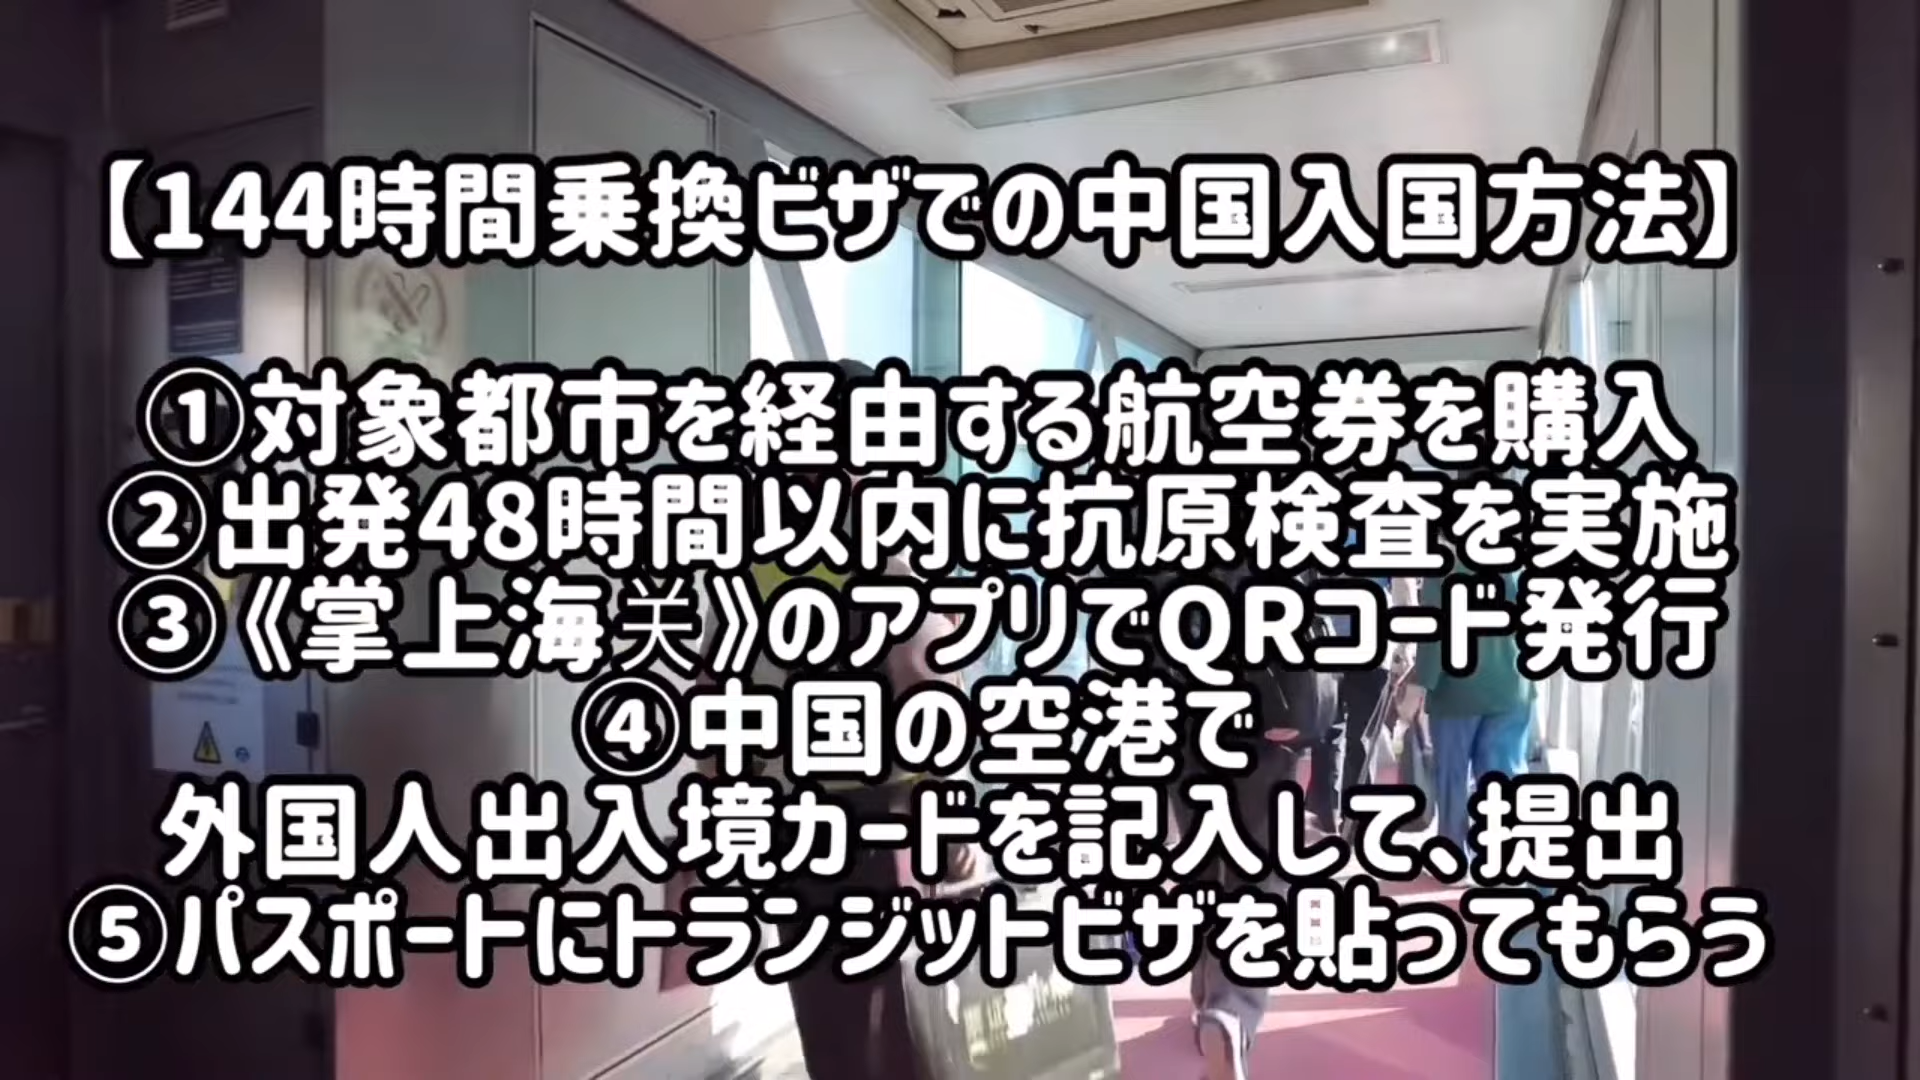 【144時間乗換ビザでの中国入国方法】
①対象都市を経由する航空券を購入
②出発48時間以内に抗原検査を実施
③《掌上海关》のアプリでQRコード発行
④中国の空港で
外国人出入境カードを記入して、提出
⑤パスポートにトランジットビザを貼ってもらう